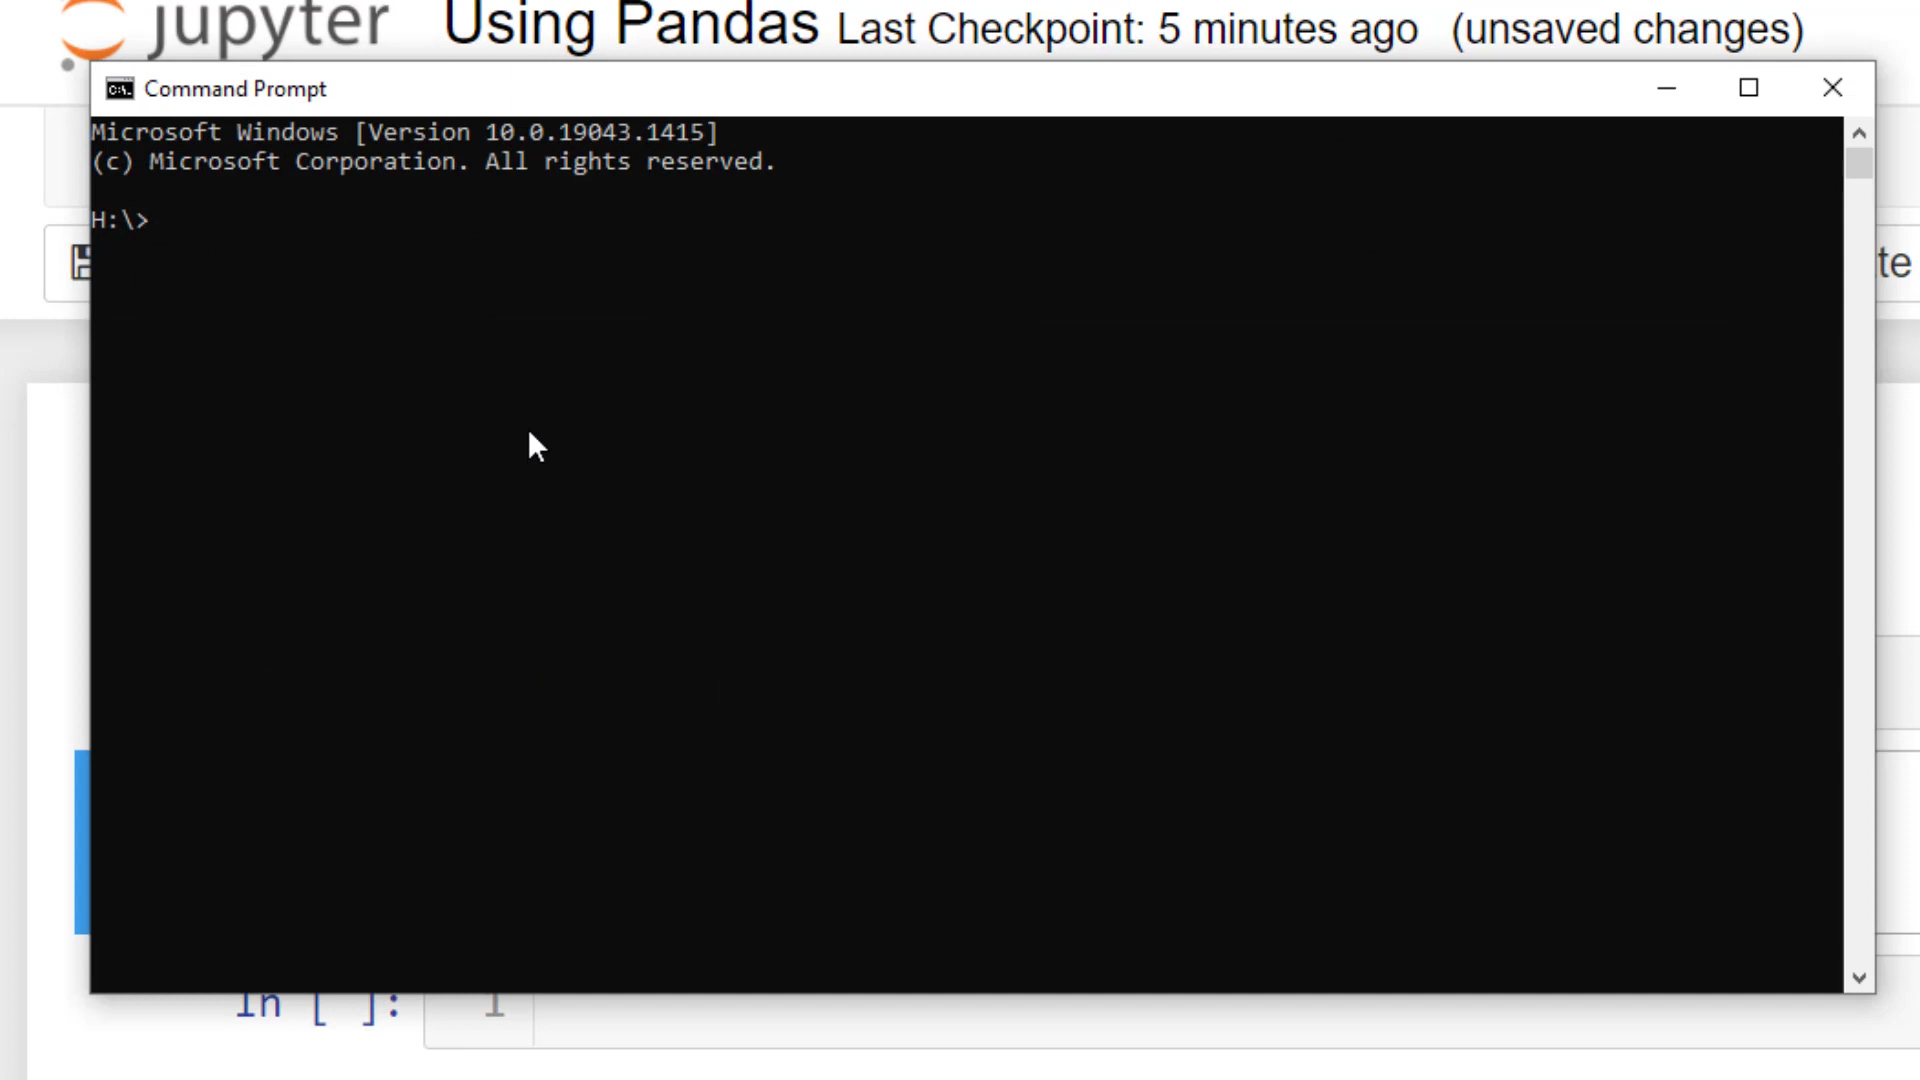 jupyter Using Pandas Last Checkpoint: 5 minutes ago (unsaved changes)
Command Prompt
Microsoft Windows [Version 10.0.19043.1415]
(c) Microsoft Corporation. All rights reserved.
H:\>
te
In [ ]: 1